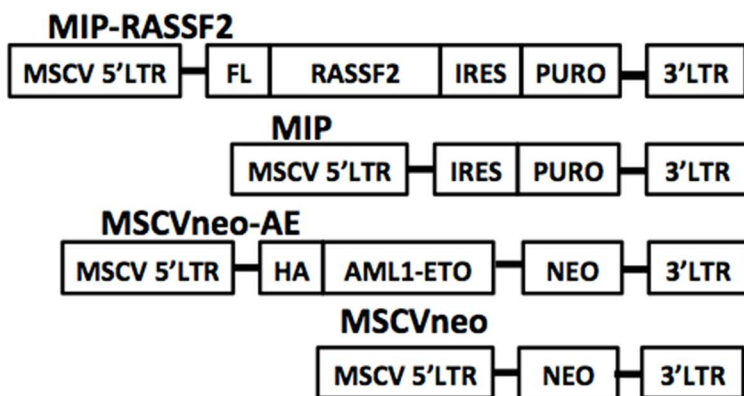 MIP-RASSF2
MSCV 5'LTR FL RASSF2 IRES PURO 3'LTR
MIP
MSCV 5'LTR IRES PURO 3'LTR
MSCVneo-AE
MSCV 5'LTR HA AML1-ETO NEO 3'LTR
MSCVneo
MSCV 5'LTR NEO 3'LTR